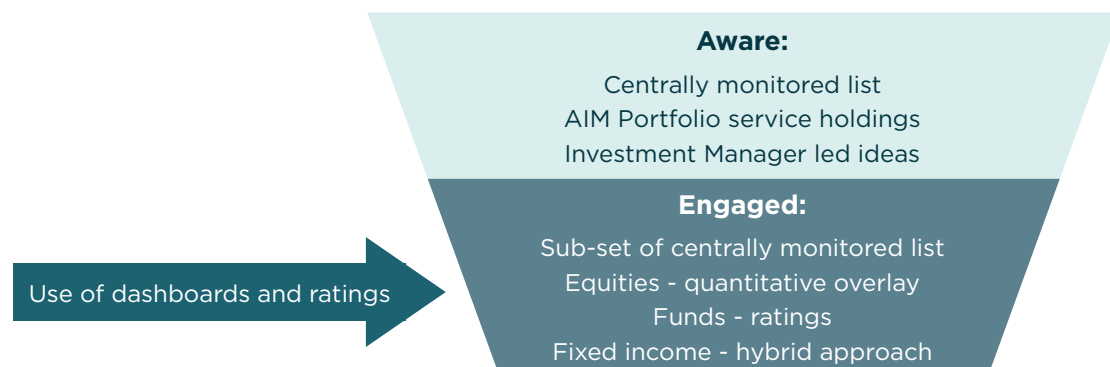 Aware:
Centrally monitored list
AIM Portfolio service holdings
Investment Manager led ideas
Engaged:
Sub-set of centrally monitored list
Equities - quantitative overlay
Funds - ratings
Fixed income - hybrid approach
Use of dashboards and ratings